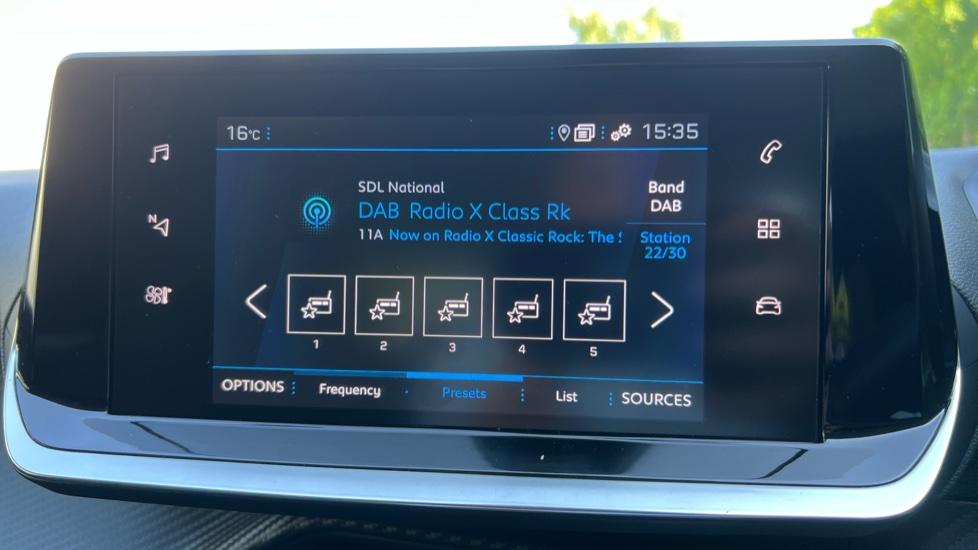 16°C 15:35
SDL National
DAB Radio X Class Rk
11A Now on Radio X Classic Rock: The
Band
DAB
Station
22/30
N
1 2 3 4 5
OPTIONS Frequency Presets List SOURCES